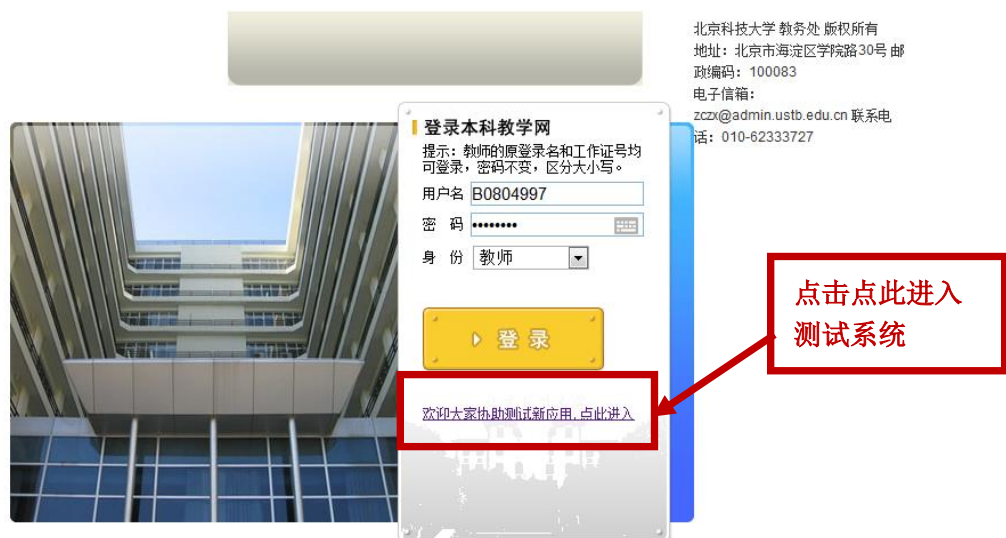 北京科技大学 教务处 版权所有
地址：北京市海淀区学院路30号 邮
政编码：100083
电子信箱：
zczx@admin.ustb.edu.cn 联系电
话：010-62333727
登录本科教学网
提示：教师的原登录名和工作证号均
可登录，密码不变，区分大小写。
用户名 B0804997
密 码 ••••••••
身 份 教师
登 录
欢迎大家协助测试新应用，点此进入
点击点此进入
测试系统